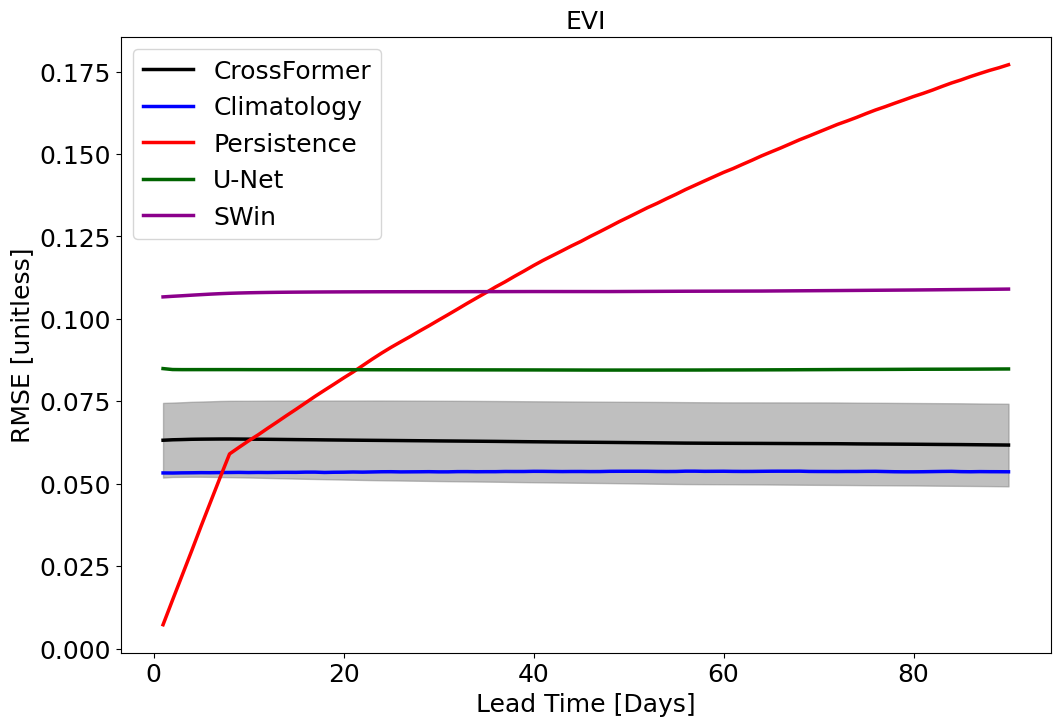 EVI
CrossFormer
Climatology
Persistence
U-Net
SWin
RMSE [unitless]
0.175
0.150
0.125
0.100
0.075
0.050
0.025
0.000
0 20 40 60 80
Lead Time [Days]